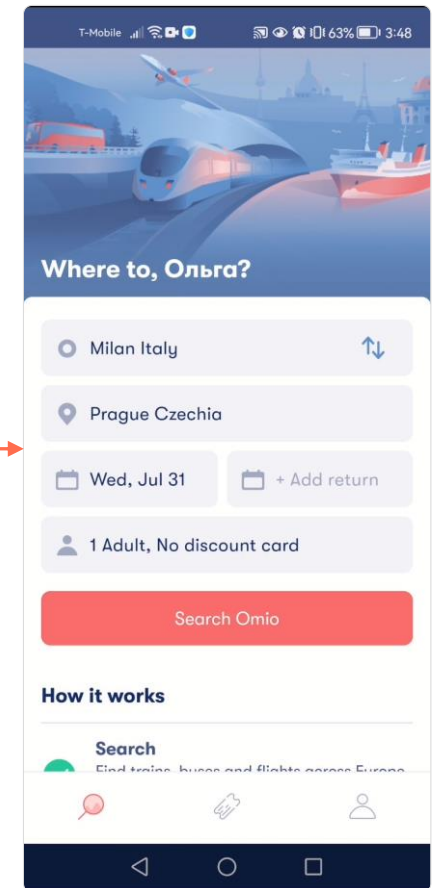 T-Mobile 63% 3:48
Where to, Ольга?
Milan Italy
Prague Czechia
Wed, Jul 31 + Add return
1 Adult, No discount card
Search Omio
How it works
Search
Find trains, buses and flights across Europe